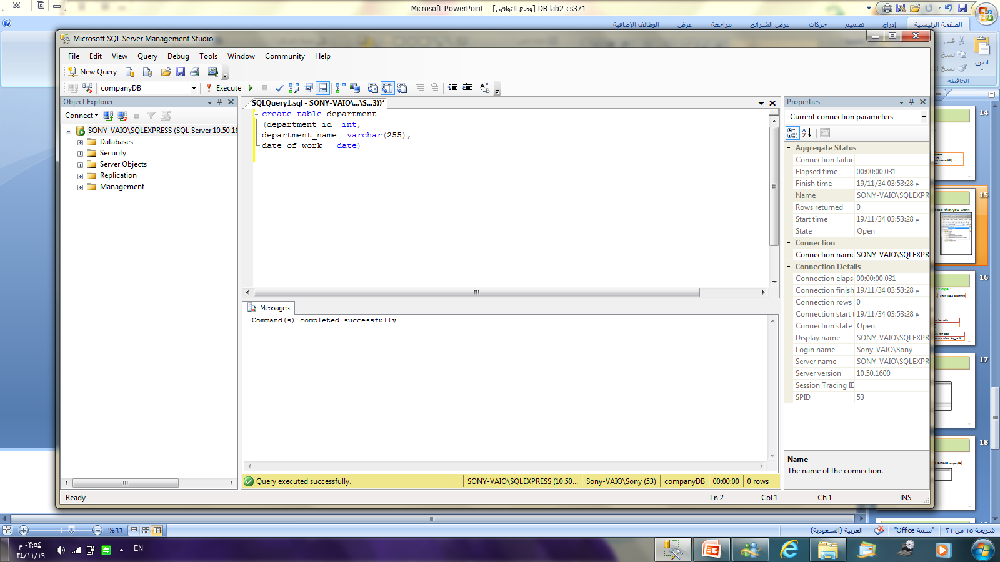 Microsoft PowerPoint - [وضع التوافق] DB-lab2-cs371
الصفحة الرئيسية
إدراج
تصميم
حركات
عرض الشرائح
مراجعة
عرض
الوظائف الإضافية
قص
نسخ
لصق
الحافظة
Microsoft SQL Server Management Studio
File Edit View Query Debug Tools Window Community Help
New Query
companyDB
Execute
Object Explorer
Connect
SONY-VAIO\SQLEXPRESS (SQL Server 10.50.16
Databases
Security
Server Objects
Replication
Management
SQLQuery1.sql - SONY-VAIO\...\S...3))*
create table department
(department_id int,
department_name varchar(255),
date_of_work date)
Messages
Command(s) completed successfully.
Query executed successfully.
SONY-VAIO\SQLEXPRESS (10.50...
Sony-VAIO\Sony (53)
companyDB
00:00:00
0 rows
Properties
Current connection parameters
Aggregate Status
Connection failur
Elapsed time 00:00:00.031
Finish time 19/11/34 03:53:28 م
Name SONY-VAIO\SQLEXPR
Rows returned 0
Start time 19/11/34 03:53:28 م
State Open
Connection
Connection name SONY-VAIO\SQLEXPR
Connection Details
Connection elaps 00:00:00.031
Connection finish 19/11/34 03:53:28 م
Connection rows 0
Connection start t 19/11/34 03:53:28 م
Connection state Open
Display name SONY-VAIO\SQLEXPR
Login name Sony-VAIO\Sony
Server name SONY-VAIO\SQLEXPR
Server version 10.50.1600
Session Tracing ID
SPID 53
Name
The name of the connection.
Ready
Ln 2
Col 1
Ch 1
INS
14
15
base that you want
16
Example :
DROP TABLE department
17
18
شريحة ١٥ من ٢١
"سمة Office"
العربية (السعودية)
%٦٦
EN
٠٣:٥٤ م
٣٤/١١/١٩